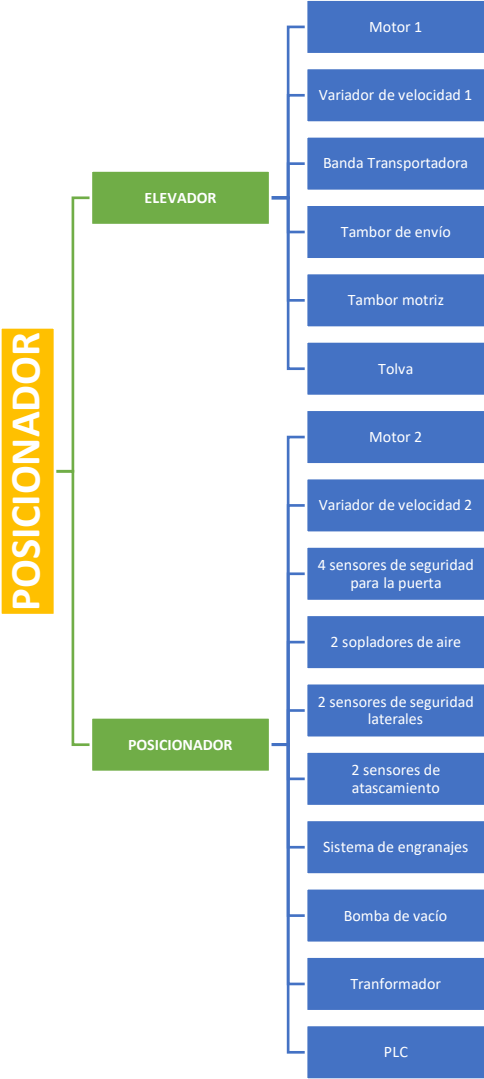 POSICIONADOR
ELEVADOR
Motor 1
Variador de velocidad 1
Banda Transportadora
Tambor de envío
Tambor motriz
Tolva
POSICIONADOR
Motor 2
Variador de velocidad 2
4 sensores de seguridad
para la puerta
2 sopladores de aire
2 sensores de seguridad
laterales
2 sensores de
atascamiento
Sistema de engranajes
Bomba de vacío
Tranformador
PLC